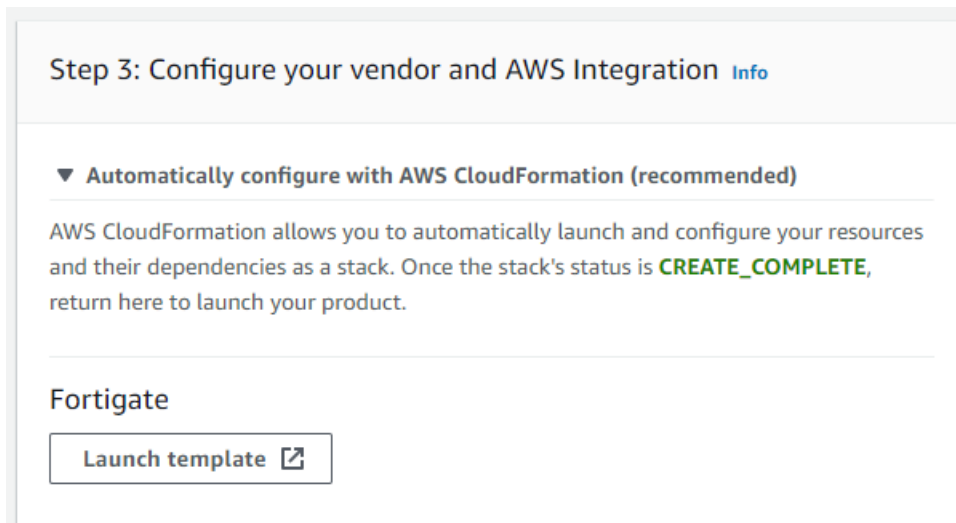 Step 3: Configure your vendor and AWS Integration Info
Automatically configure with AWS CloudFormation (recommended)
AWS CloudFormation allows you to automatically launch and configure your resources
and their dependencies as a stack. Once the stack's status is CREATE_COMPLETE,
return here to launch your product.
Fortigate
Launch template